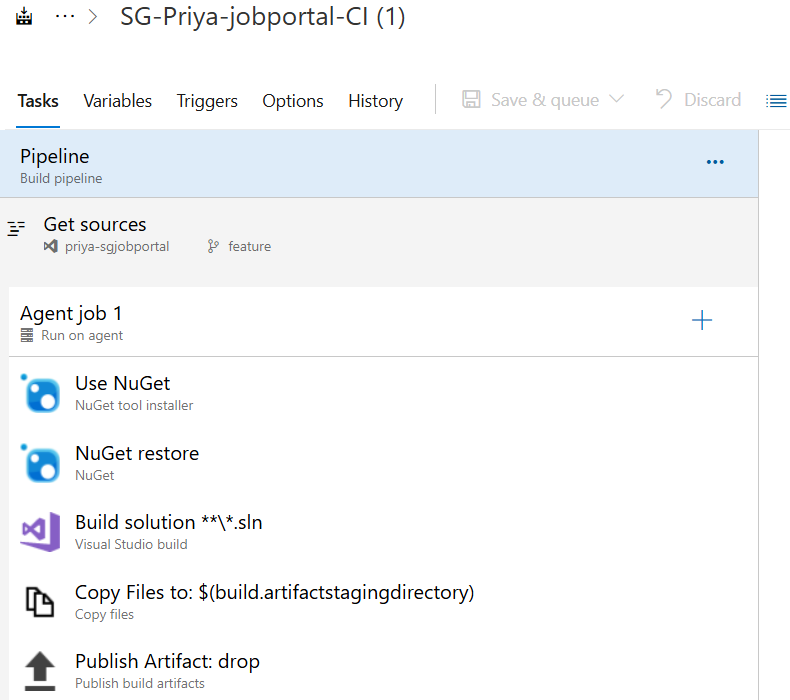 ··· > SG-Priya-jobportal-CI (1)
Tasks Variables Triggers Options History Save & queue Discard
Pipeline
Build pipeline
Get sources
priya-sgjobportal feature
Agent job 1
Run on agent
Use NuGet
NuGet tool installer
NuGet restore
NuGet
Build solution **\*.sln
Visual Studio build
Copy Files to: $(build.artifactstagingdirectory)
Copy files
Publish Artifact: drop
Publish build artifacts